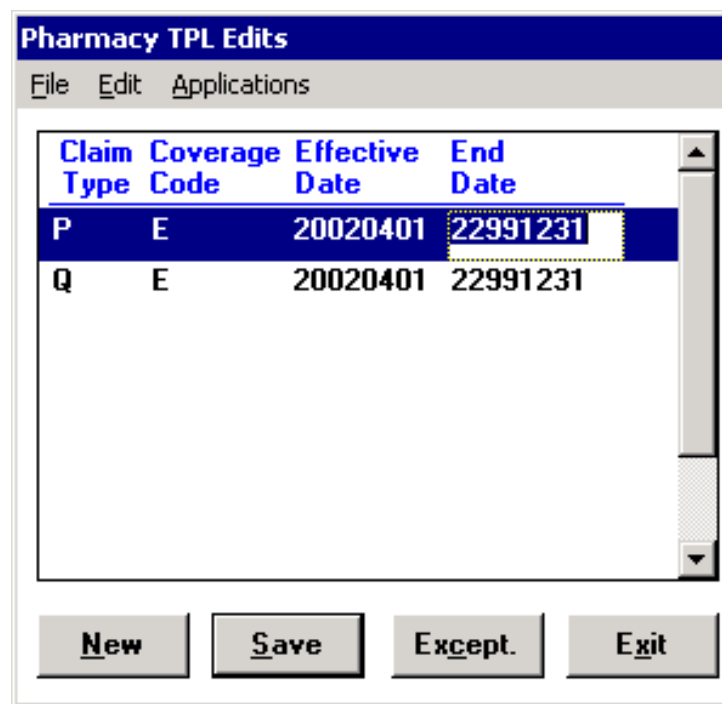 Pharmacy TPL Edits
File Edit Applications
Claim Coverage Effective End
Type Code Date Date
P E 20020401 22991231
Q E 20020401 22991231
New Save Except. Exit